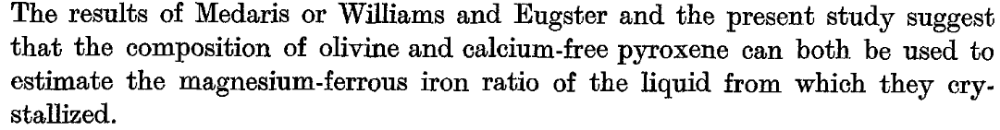 The results of Medaris or Williams and Eugster and the present study suggest
that the composition of olivine and calcium-free pyroxene can both be used to
estimate the magnesium-ferrous iron ratio of the liquid from which they cry-
stallized.